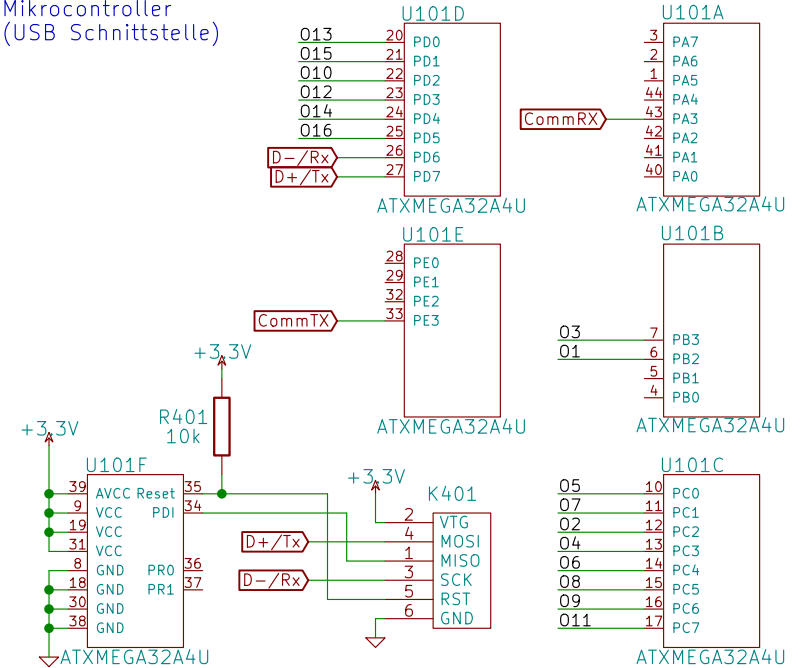 Mikrocontroller
(USB Schnittstelle)
U101D
O13 20 PD0
O15 21 PD1
O10 22 PD2
O12 23 PD3
O14 24 PD4
O16 25 PD5
D-/Rx 26 PD6
D+/Tx 27 PD7
ATXMEGA32A4U
U101A
3 PA7
2 PA6
1 PA5
44 PA4
CommRX 43 PA3
42 PA2
41 PA1
40 PA0
ATXMEGA32A4U
U101E
28 PE0
29 PE1
32 PE2
CommTX 33 PE3
ATXMEGA32A4U
U101B
O3 7 PB3
O1 6 PB2
5 PB1
4 PB0
ATXMEGA32A4U
+3.3V
R401
10k
+3.3V
U101F
39 AVCC Reset 35
9 VCC PDI 34
19 VCC
31 VCC
8 GND PR0 36
18 GND PR1 37
30 GND
38 GND
ATXMEGA32A4U
+3.3V
K401
2 VTG
D+/Tx 4 MOSI
1 MISO
D-/Rx 3 SCK
5 RST
6 GND
U101C
O5 10 PC0
O7 11 PC1
O2 12 PC2
O4 13 PC3
O6 14 PC4
O8 15 PC5
O9 16 PC6
O11 17 PC7
ATXMEGA32A4U